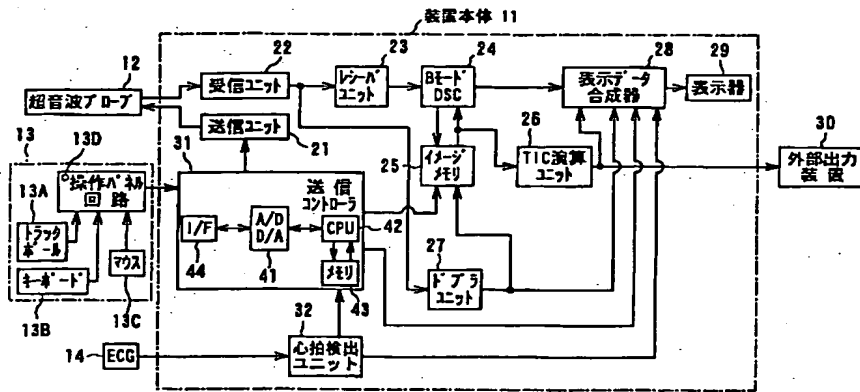 装置本体 11
12
超音波プローブ
22
受信ユニット
送信ユニット
21
23
レシーバ
ユニット
24
Bモード
DSC
28
表示データ
合成器
29
表示器
25
イメージ
メモリ
26
TIC演算
ユニット
30
外部出力
装置
13
13D
操作パネル
回路
13A
トラック
ボール
キーボード
13B
マウス
13C
31
送信
コントローラ
I/F
44
A/D
D/A
41
CPU
42
メモリ
43
27
ドプラ
ユニット
32
心拍検出
ユニット
14
ECG